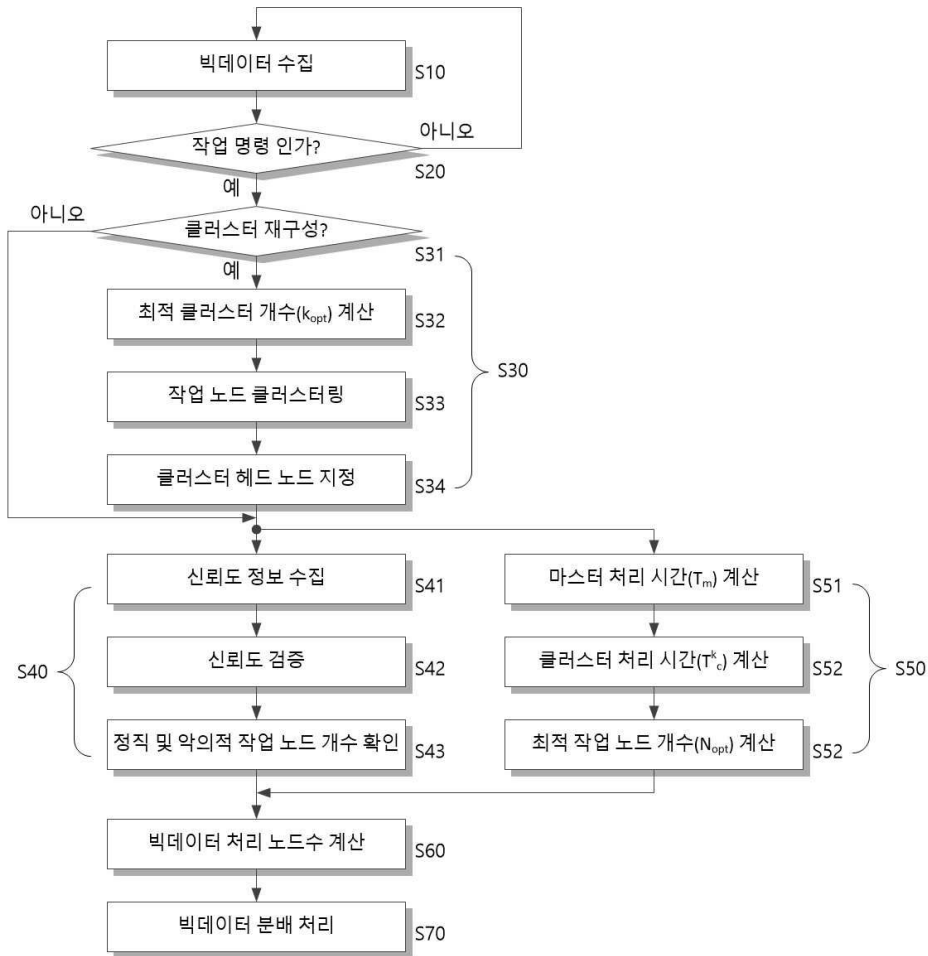 빅데이터 수집
S10
작업 명령 인가?
아니오
S20
예
아니오
클러스터 재구성?
S31
예
최적 클러스터 개수(kopt) 계산
S32
작업 노드 클러스터링
S33
S30
클러스터 헤드 노드 지정
S34
신뢰도 정보 수집
S41
마스터 처리 시간(Tm) 계산
S51
S40
신뢰도 검증
S42
클러스터 처리 시간(Tkc) 계산
S52
S50
정직 및 악의적 작업 노드 개수 확인
S43
최적 작업 노드 개수(Nopt) 계산
S52
빅데이터 처리 노드수 계산
S60
빅데이터 분배 처리
S70